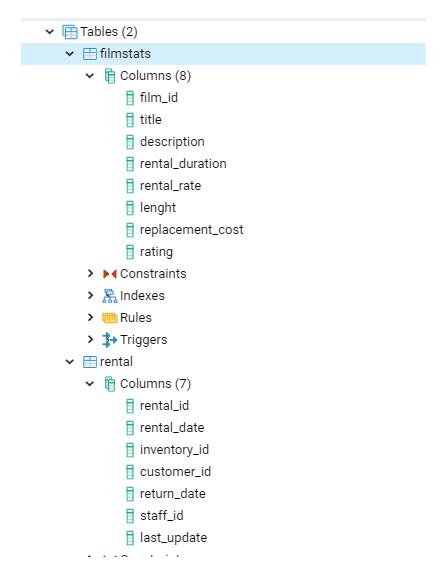 Tables (2)
filmstats
Columns (8)
film_id
title
description
rental_duration
rental_rate
lenght
replacement_cost
rating
Constraints
Indexes
Rules
Triggers
rental
Columns (7)
rental_id
rental_date
inventory_id
customer_id
return_date
staff_id
last_update